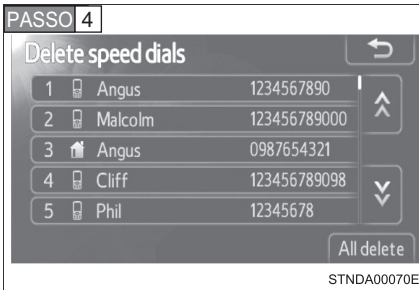 PASSO 4
Delete speed dials
1 Angus 1234567890
2 Malcolm 123456789000
3 Angus 0987654321
4 Cliff 123456789098
5 Phil 12345678
All delete
STNDA00070E